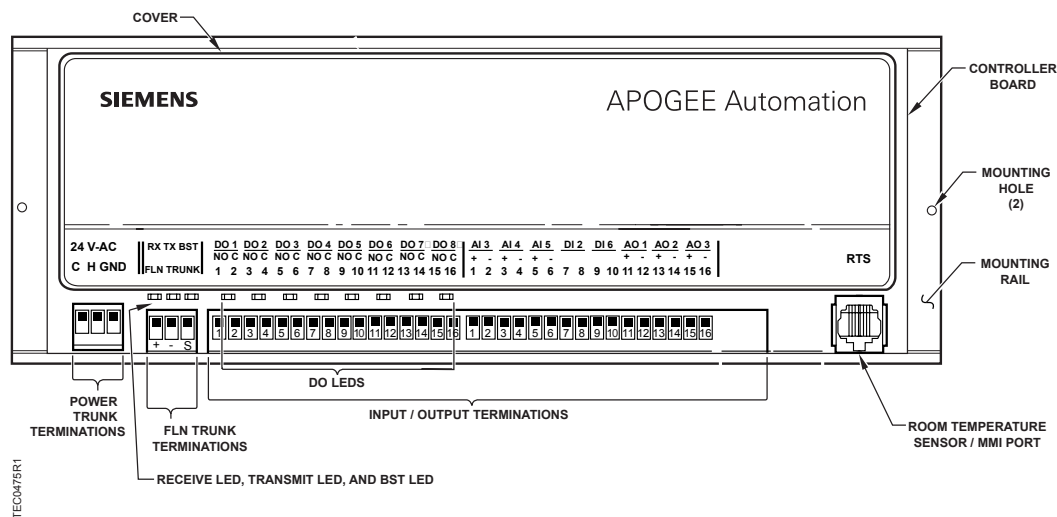 COVER
CONTROLLER
BOARD
SIEMENS
APOGEE Automation
MOUNTING
HOLE
(2)
24 V-AC
C H GND
RX TX BST
FLN TRUNK
DO 1 DO 2 DO 3 DO 4 DO 5 DO 6 DO 7 DO 8
NO C NO C NO C NO C NO C NO C NO C NO C
1 2 3 4 5 6 7 8 9 10 11 12 13 14 15 16
AI 3 AI 4 AI 5 DI 2 DI 6 AO 1 AO 2 AO 3
+ - + - + - + - + - + -
1 2 3 4 5 6 7 8 9 10 11 12 13 14 15 16
RTS
MOUNTING
RAIL
+ - S
1 2 3 4 5 6 7 8 9 10 11 12 13 14 15 16
1 2 3 4 5 6 7 8 9 10 11 12 13 14 15 16
DO LEDS
POWER
TRUNK
TERMINATIONS
FLN TRUNK
TERMINATIONS
INPUT / OUTPUT TERMINATIONS
ROOM TEMPERATURE
SENSOR / MMI PORT
RECEIVE LED, TRANSMIT LED, AND BST LED
TEC0475R1